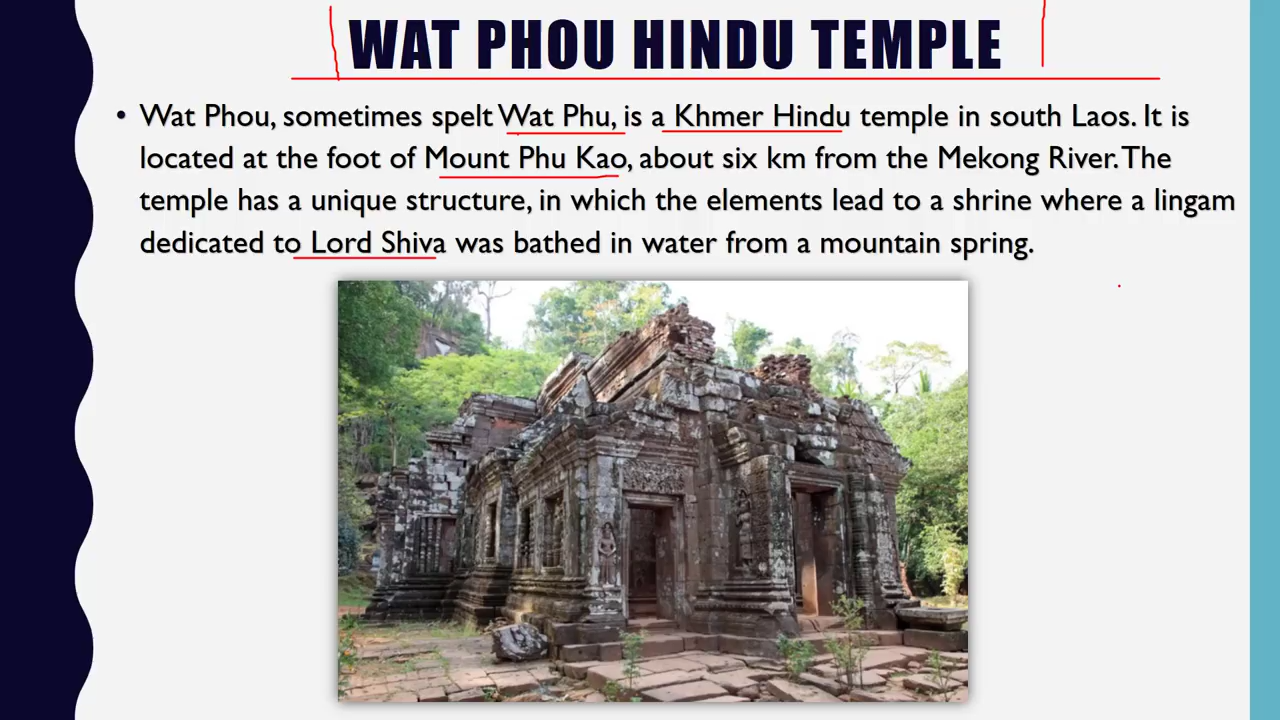 WAT PHOU HINDU TEMPLE
• Wat Phou, sometimes spelt Wat Phu, is a Khmer Hindu temple in south Laos. It is
located at the foot of Mount Phu Kao, about six km from the Mekong River. The
temple has a unique structure, in which the elements lead to a shrine where a lingam
dedicated to Lord Shiva was bathed in water from a mountain spring.